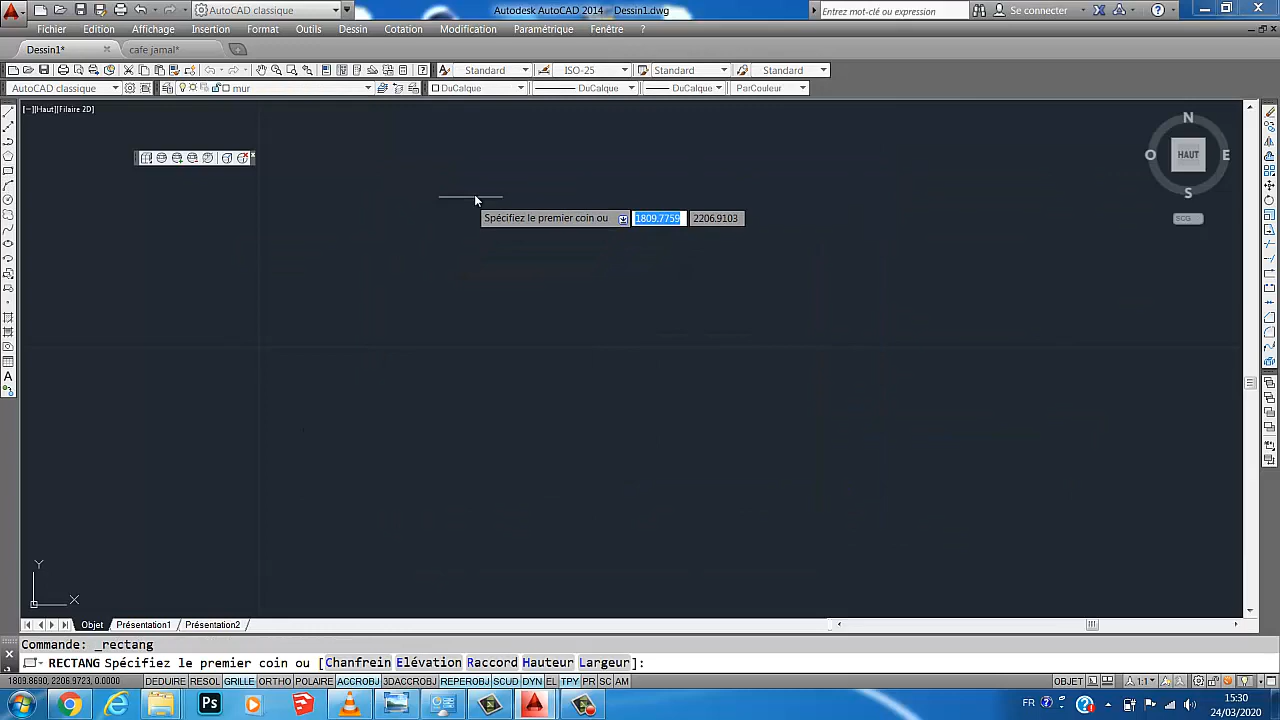 AutoCAD classique
Autodesk AutoCAD 2014 Dessin1.dwg
Entrez mot-clé ou expression
Se connecter
Fichier Edition Affichage Insertion Format Outils Dessin Cotation Modification Paramétrique Fenêtre ?
Dessin1* cafe jamal*
Standard ISO-25 Standard Standard
AutoCAD classique mur DuCalque DuCalque DuCalque ParCouleur
[−][Haut][Filaire 2D]
N
O HAUT E
S
SCG
Spécifiez le premier coin ou 1809.7759 2206.9103
Y
X
Objet Présentation1 Présentation2
Commande: _rectang
RECTANG Spécifiez le premier coin ou [Chanfrein Elévation Raccord Hauteur Largeur]:
1809.8630, 2206.9723, 0.0000 DEDUIRE RESOL GRILLE ORTHO POLAIRE ACCROBJ 3DACCROBJ REPEROBJ SCUD DYN EL TPY PR SC AM OBJET 1:1
Ps FR 15:30
24/03/2020